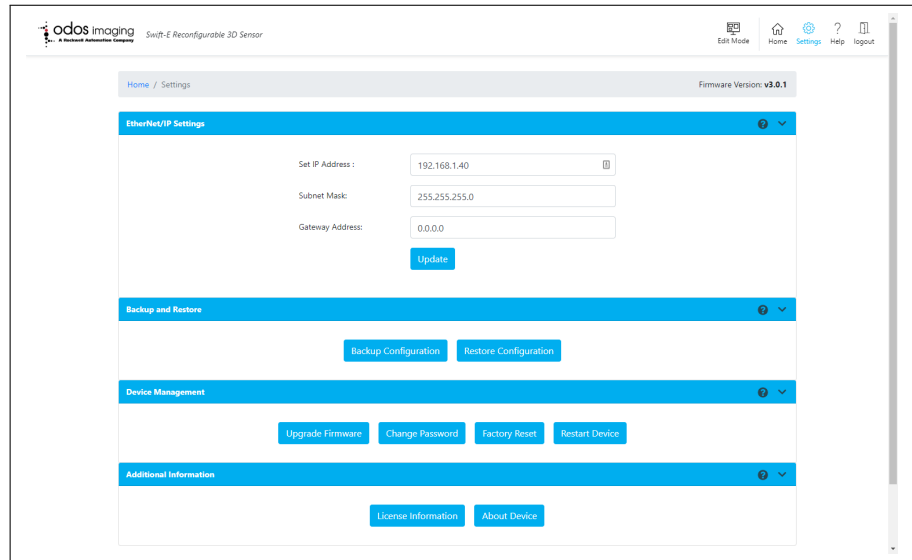 odos imaging
A Rockwell Automation Company
Swift-E Reconfigurable 3D Sensor
Edit Mode
Home
Settings
Help
logout
Home / Settings
Firmware Version: v3.0.1
EtherNet/IP Settings
Set IP Address :
192.168.1.40
Subnet Mask:
255.255.255.0
Gateway Address:
0.0.0.0
Update
Backup and Restore
Backup Configuration
Restore Configuration
Device Management
Upgrade Firmware
Change Password
Factory Reset
Restart Device
Additional Information
License Information
About Device